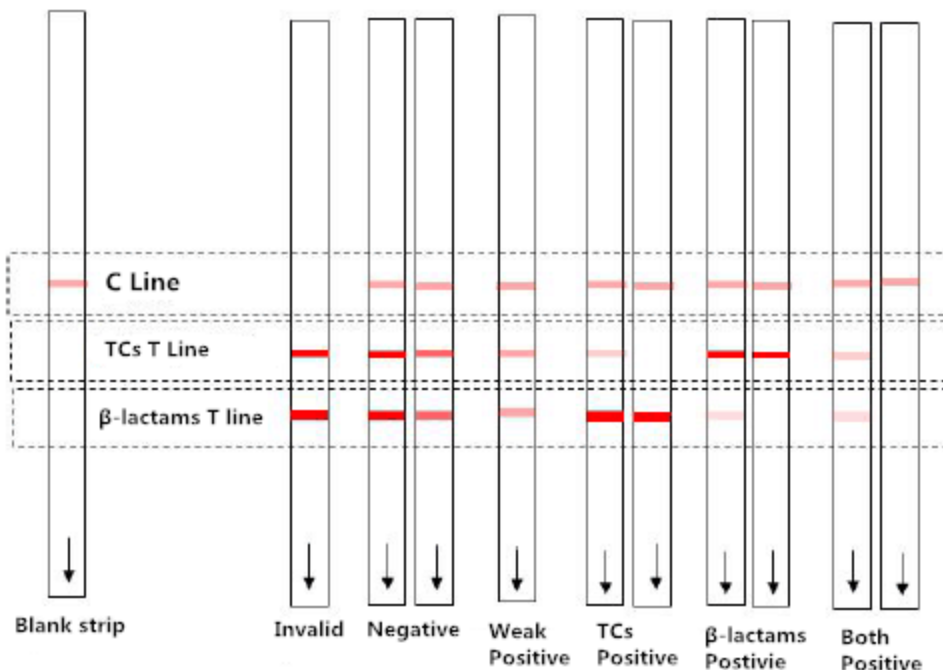 C Line
TCs T Line
β-lactams T line
Blank strip
Invalid
Negative
Weak
Positive
TCs
Positive
β-lactams
Postivie
Both
Positive